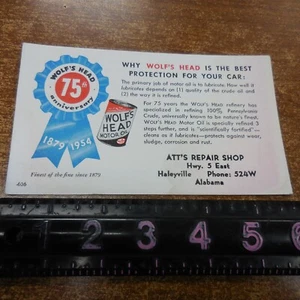 WHY WOLF'S HEAD IS THE BEST
PROTECTION FOR YOUR CAR:
The primary job of motor oil is to lubricate. How well it
lubricates depends on (1) quality of the crude oil and
(2) the way it is refined.
For 75 years the WOLF'S HEAD refinery has
specialized in refining 100% Pennsylvania
Crude, universally known to be nature's finest.
WOLF'S HEAD Motor Oil is specially refined 3
steps further, and is "scientifically fortified"—
cleans as it lubricates—protects against wear,
sludge, corrosion and rust.
WOLF'S HEAD
75th
anniversary
1879 1954
WOLF'S
HEAD
MOTOR OIL
Finest of the fine since 1879
ATT'S REPAIR SHOP
Hwy. 5 East
Haleyville Phone: 524W
Alabama
1 2 3 4 5 6